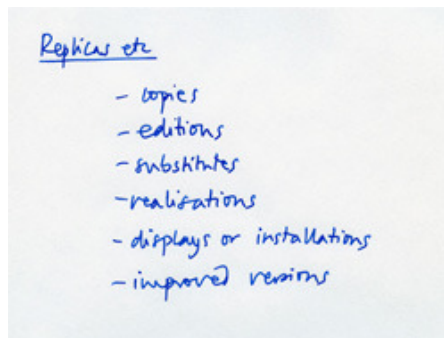 Replicas etc
- copies
- editions
- substitutes
- realisations
- displays or installations
- improved versions